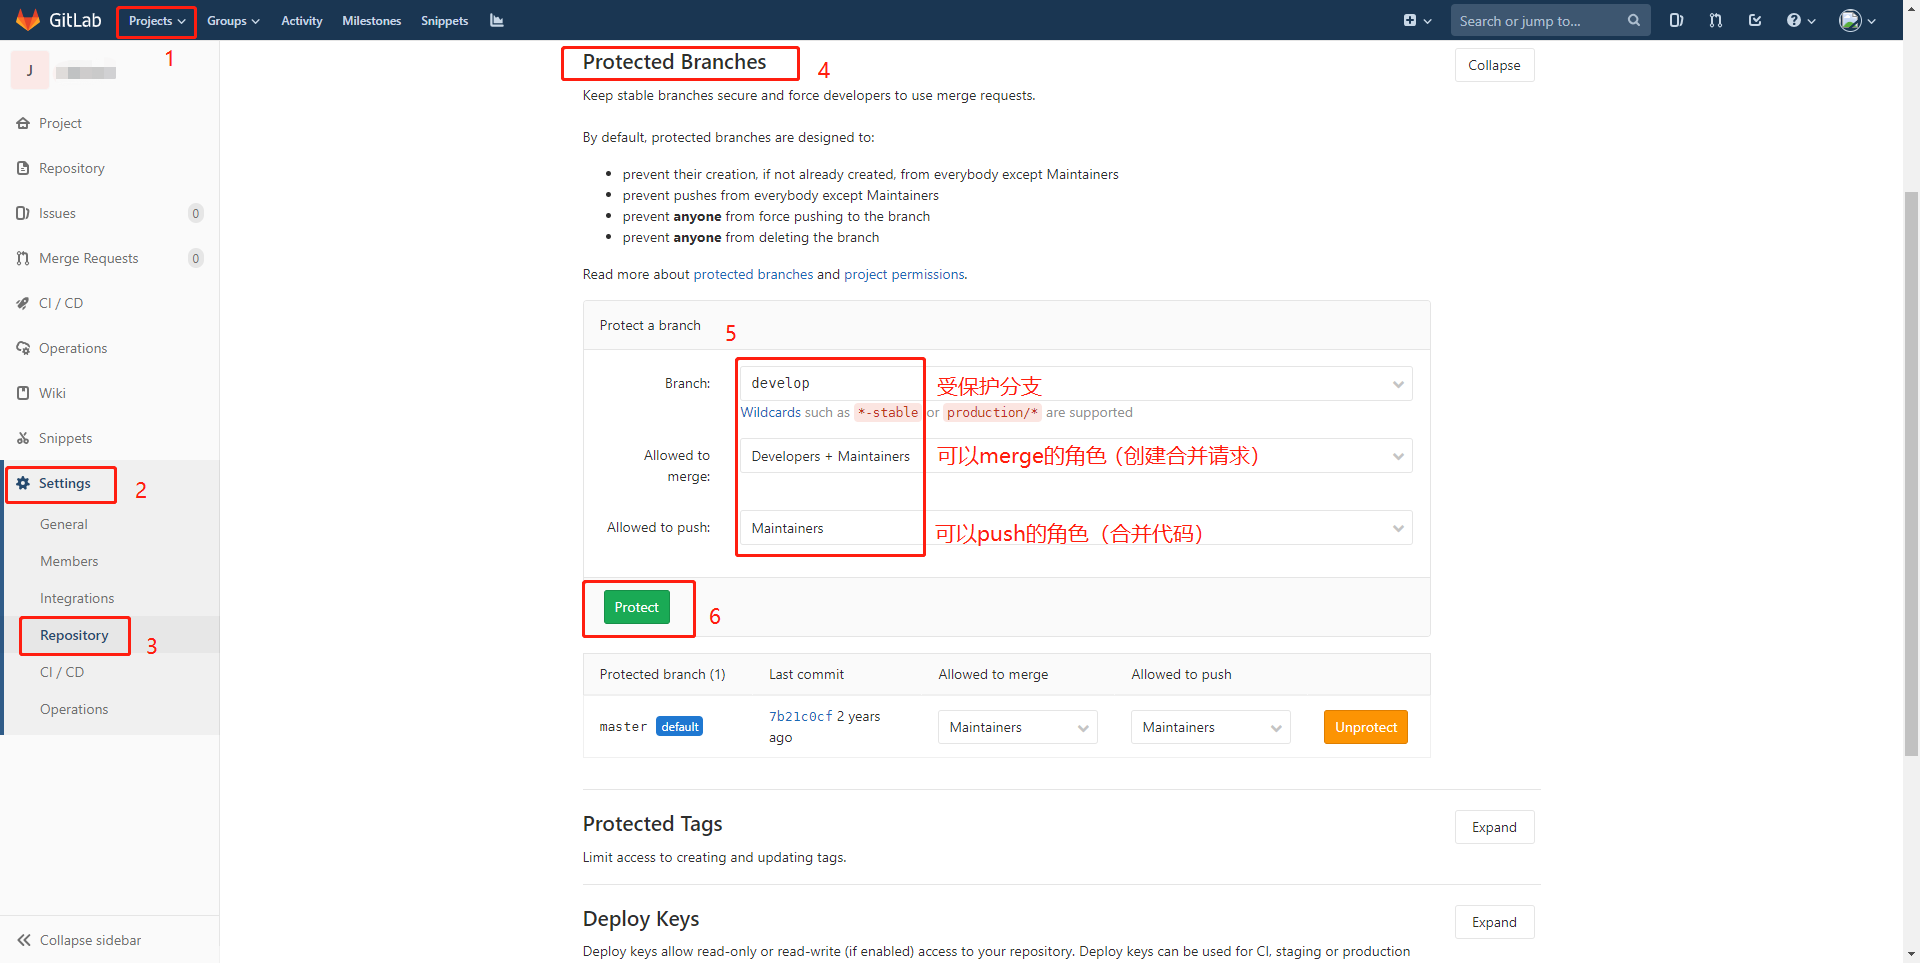 GitLab Projects Groups Activity Milestones Snippets Search or jump to...
1
J
Project
Repository
Issues 0
Merge Requests 0
CI / CD
Operations
Wiki
Snippets
Settings 2
General
Members
Integrations
Repository 3
CI / CD
Operations
Collapse sidebar
Protected Branches 4 Collapse
Keep stable branches secure and force developers to use merge requests.
By default, protected branches are designed to:
• prevent their creation, if not already created, from everybody except Maintainers
• prevent pushes from everybody except Maintainers
• prevent anyone from force pushing to the branch
• prevent anyone from deleting the branch
Read more about protected branches and project permissions.
Protect a branch 5
Branch: develop 受保护分支
Wildcards such as *-stable or production/* are supported
Allowed to merge: Developers + Maintainers 可以merge的角色（创建合并请求）
Allowed to push: Maintainers 可以push的角色（合并代码）
Protect 6
Protected branch (1) Last commit Allowed to merge Allowed to push
master default 7b21c0cf 2 years ago Maintainers Maintainers Unprotect
Protected Tags Expand
Limit access to creating and updating tags.
Deploy Keys Expand
Deploy keys allow read-only or read-write (if enabled) access to your repository. Deploy keys can be used for CI, staging or production